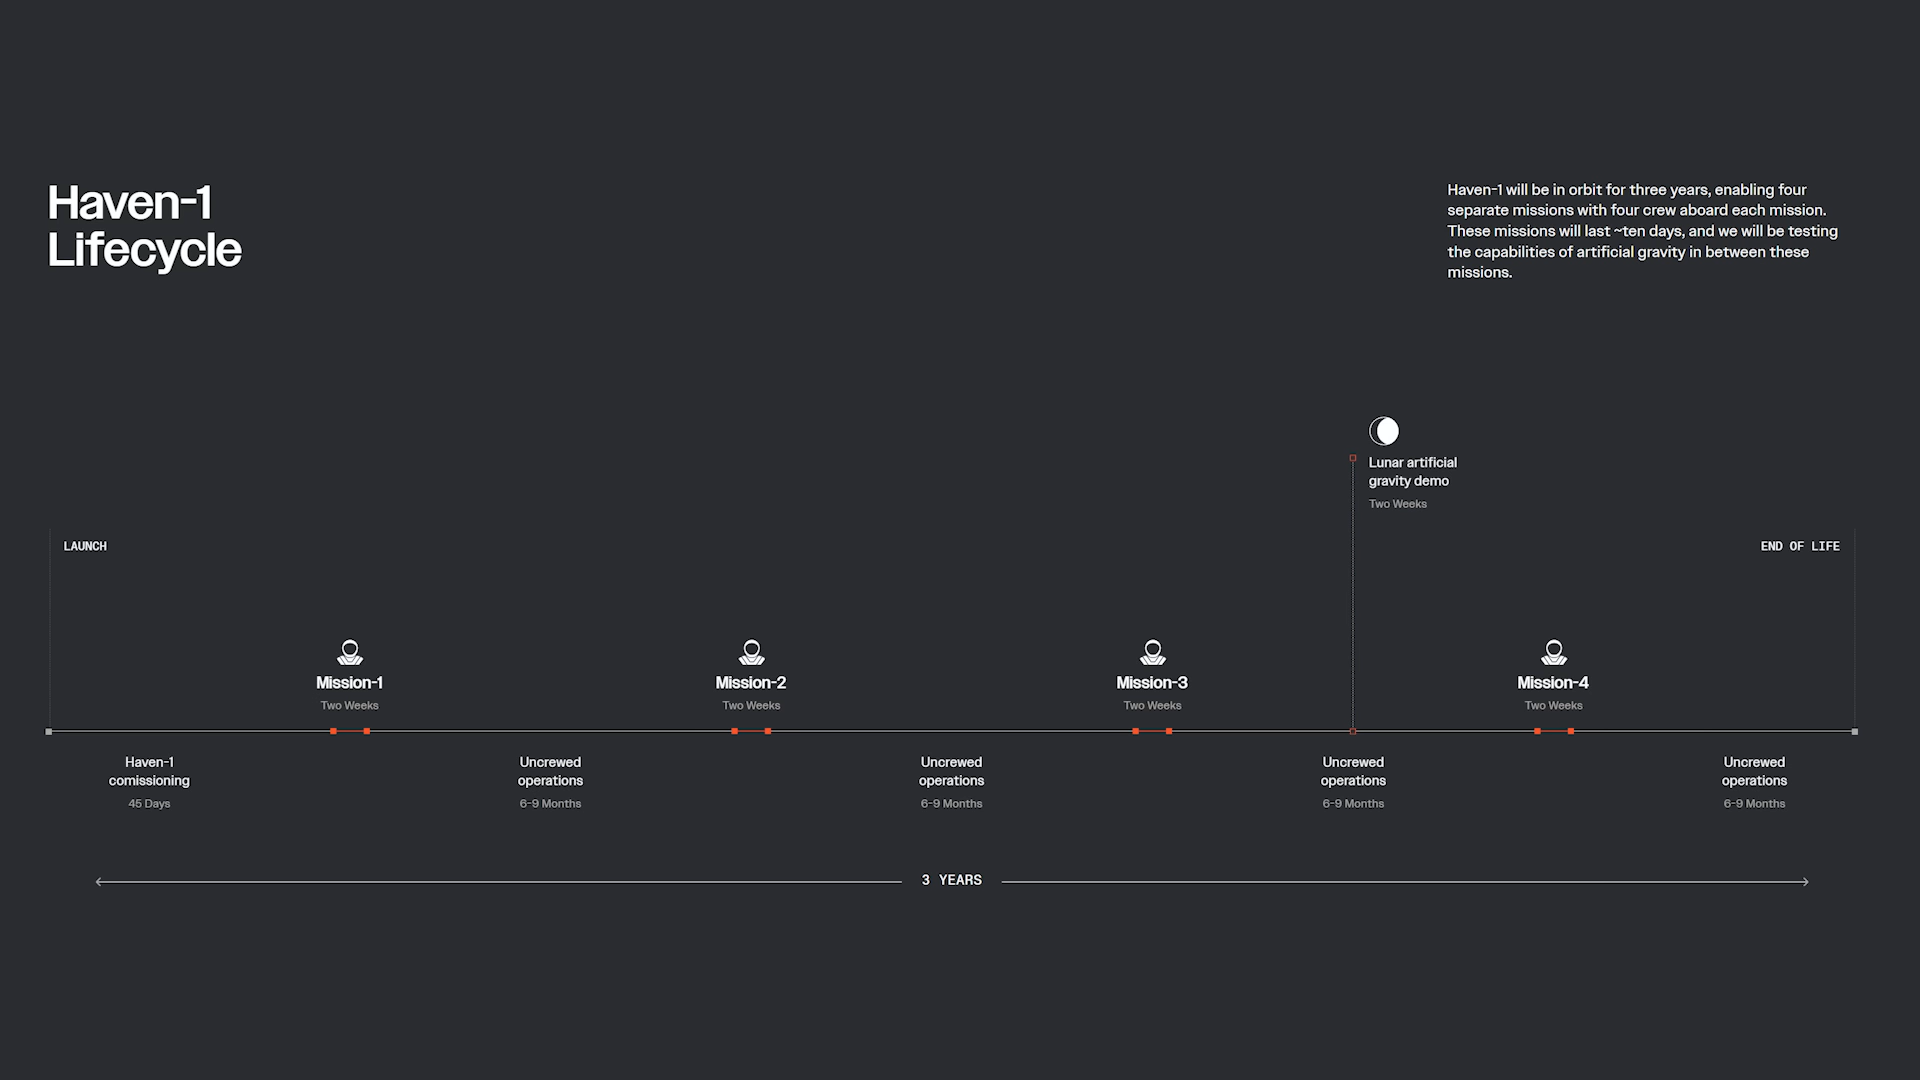 Haven-1
Lifecycle
Haven-1 will be in orbit for three years, enabling four
separate missions with four crew aboard each mission.
These missions will last ~ten days, and we will be testing
the capabilities of artificial gravity in between these
missions.
Lunar artificial
gravity demo
Two Weeks
LAUNCH
END OF LIFE
Mission-1
Two Weeks
Mission-2
Two Weeks
Mission-3
Two Weeks
Mission-4
Two Weeks
Haven-1
comissioning
45 Days
Uncrewed
operations
6-9 Months
Uncrewed
operations
6-9 Months
Uncrewed
operations
6-9 Months
Uncrewed
operations
6-9 Months
3 YEARS